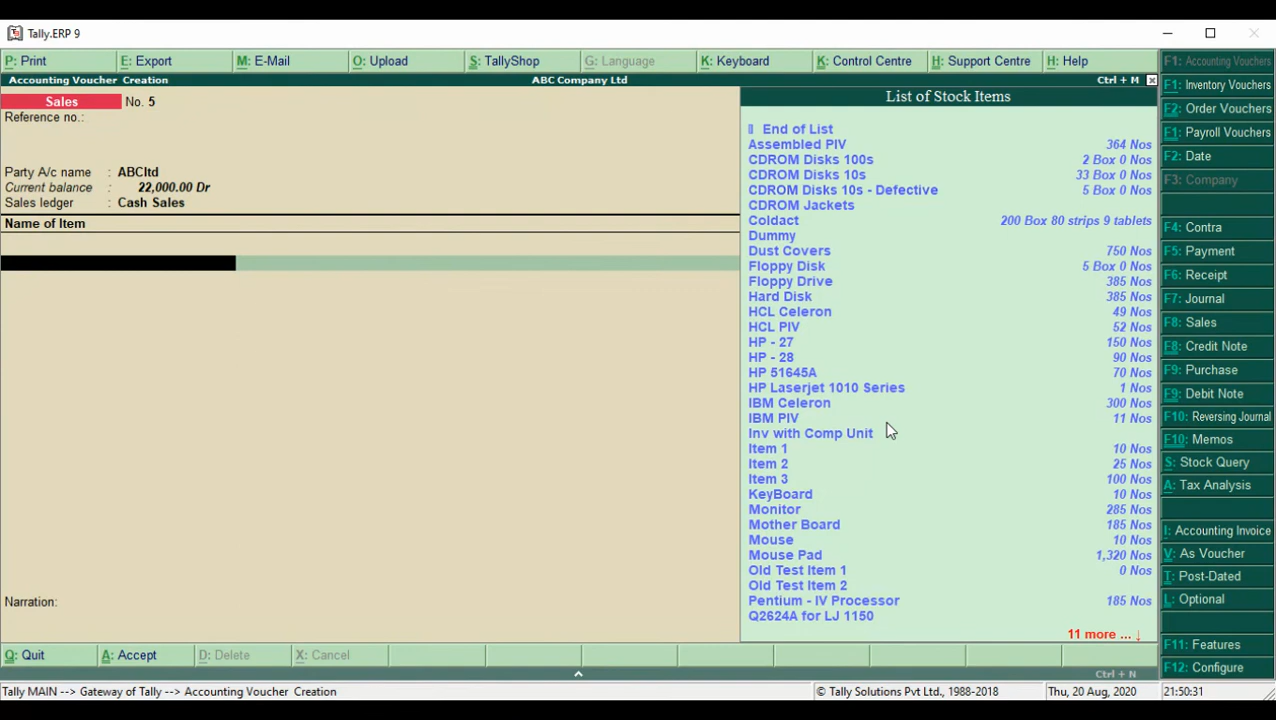 Tally.ERP 9
P: Print
E: Export
M: E-Mail
O: Upload
S: TallyShop
G: Language
K: Keyboard
K: Control Centre
H: Support Centre
H: Help
Accounting Voucher Creation
ABC Company Ltd
Ctrl + M
Sales No. 5
Reference no.:
Party A/c name : ABCltd
Current balance : 22,000.00 Dr
Sales ledger : Cash Sales
Name of Item
Narration:
List of Stock Items
End of List
Assembled PIV 364 Nos
CDROM Disks 100s 2 Box 0 Nos
CDROM Disks 10s 33 Box 0 Nos
CDROM Disks 10s - Defective 5 Box 0 Nos
CDROM Jackets
Coldact 200 Box 80 strips 9 tablets
Dummy
Dust Covers 750 Nos
Floppy Disk 5 Box 0 Nos
Floppy Drive 385 Nos
Hard Disk 385 Nos
HCL Celeron 49 Nos
HCL PIV 52 Nos
HP - 27 150 Nos
HP - 28 90 Nos
HP 51645A 70 Nos
HP Laserjet 1010 Series 1 Nos
IBM Celeron 300 Nos
IBM PIV 11 Nos
Inv with Comp Unit
Item 1 10 Nos
Item 2 25 Nos
Item 3 100 Nos
KeyBoard 10 Nos
Monitor 285 Nos
Mother Board 185 Nos
Mouse 10 Nos
Mouse Pad 1,320 Nos
Old Test Item 1 0 Nos
Old Test Item 2
Pentium - IV Processor 185 Nos
Q2624A for LJ 1150
11 more ... ↓
F1: Accounting Vouchers
F1: Inventory Vouchers
F2: Order Vouchers
F1: Payroll Vouchers
F2: Date
F3: Company
F4: Contra
F5: Payment
F6: Receipt
F7: Journal
F8: Sales
F8: Credit Note
F9: Purchase
F9: Debit Note
F10: Reversing Journal
F10: Memos
S: Stock Query
A: Tax Analysis
I: Accounting Invoice
V: As Voucher
T: Post-Dated
L: Optional
F11: Features
F12: Configure
Q: Quit
A: Accept
D: Delete
X: Cancel
Ctrl + N
Tally MAIN --> Gateway of Tally --> Accounting Voucher Creation
© Tally Solutions Pvt Ltd., 1988-2018
Thu, 20 Aug, 2020
21:50:31